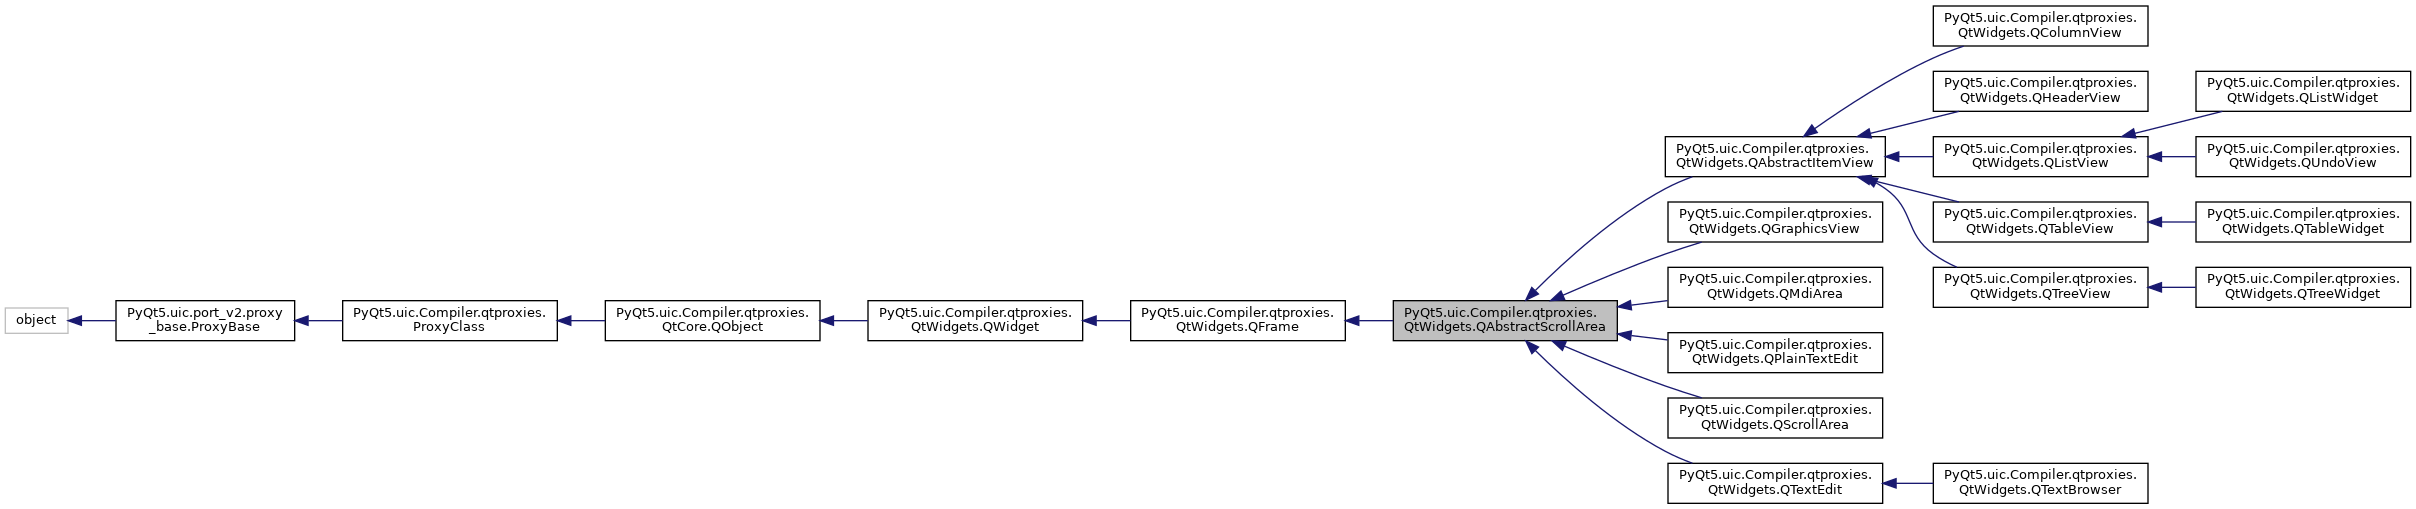 PyQt5.uic.Compiler.qtproxies.
QtWidgets.QColumnView
PyQt5.uic.Compiler.qtproxies.
QtWidgets.QHeaderView
PyQt5.uic.Compiler.qtproxies.
QtWidgets.QListWidget
PyQt5.uic.Compiler.qtproxies.
QtWidgets.QAbstractItemView
PyQt5.uic.Compiler.qtproxies.
QtWidgets.QListView
PyQt5.uic.Compiler.qtproxies.
QtWidgets.QUndoView
PyQt5.uic.Compiler.qtproxies.
QtWidgets.QGraphicsView
PyQt5.uic.Compiler.qtproxies.
QtWidgets.QTableView
PyQt5.uic.Compiler.qtproxies.
QtWidgets.QTableWidget
PyQt5.uic.Compiler.qtproxies.
QtWidgets.QMdiArea
PyQt5.uic.Compiler.qtproxies.
QtWidgets.QTreeView
PyQt5.uic.Compiler.qtproxies.
QtWidgets.QTreeWidget
object
PyQt5.uic.port_v2.proxy
_base.ProxyBase
PyQt5.uic.Compiler.qtproxies.
ProxyClass
PyQt5.uic.Compiler.qtproxies.
QtCore.QObject
PyQt5.uic.Compiler.qtproxies.
QtWidgets.QWidget
PyQt5.uic.Compiler.qtproxies.
QtWidgets.QFrame
PyQt5.uic.Compiler.qtproxies.
QtWidgets.QAbstractScrollArea
PyQt5.uic.Compiler.qtproxies.
QtWidgets.QPlainTextEdit
PyQt5.uic.Compiler.qtproxies.
QtWidgets.QScrollArea
PyQt5.uic.Compiler.qtproxies.
QtWidgets.QTextEdit
PyQt5.uic.Compiler.qtproxies.
QtWidgets.QTextBrowser